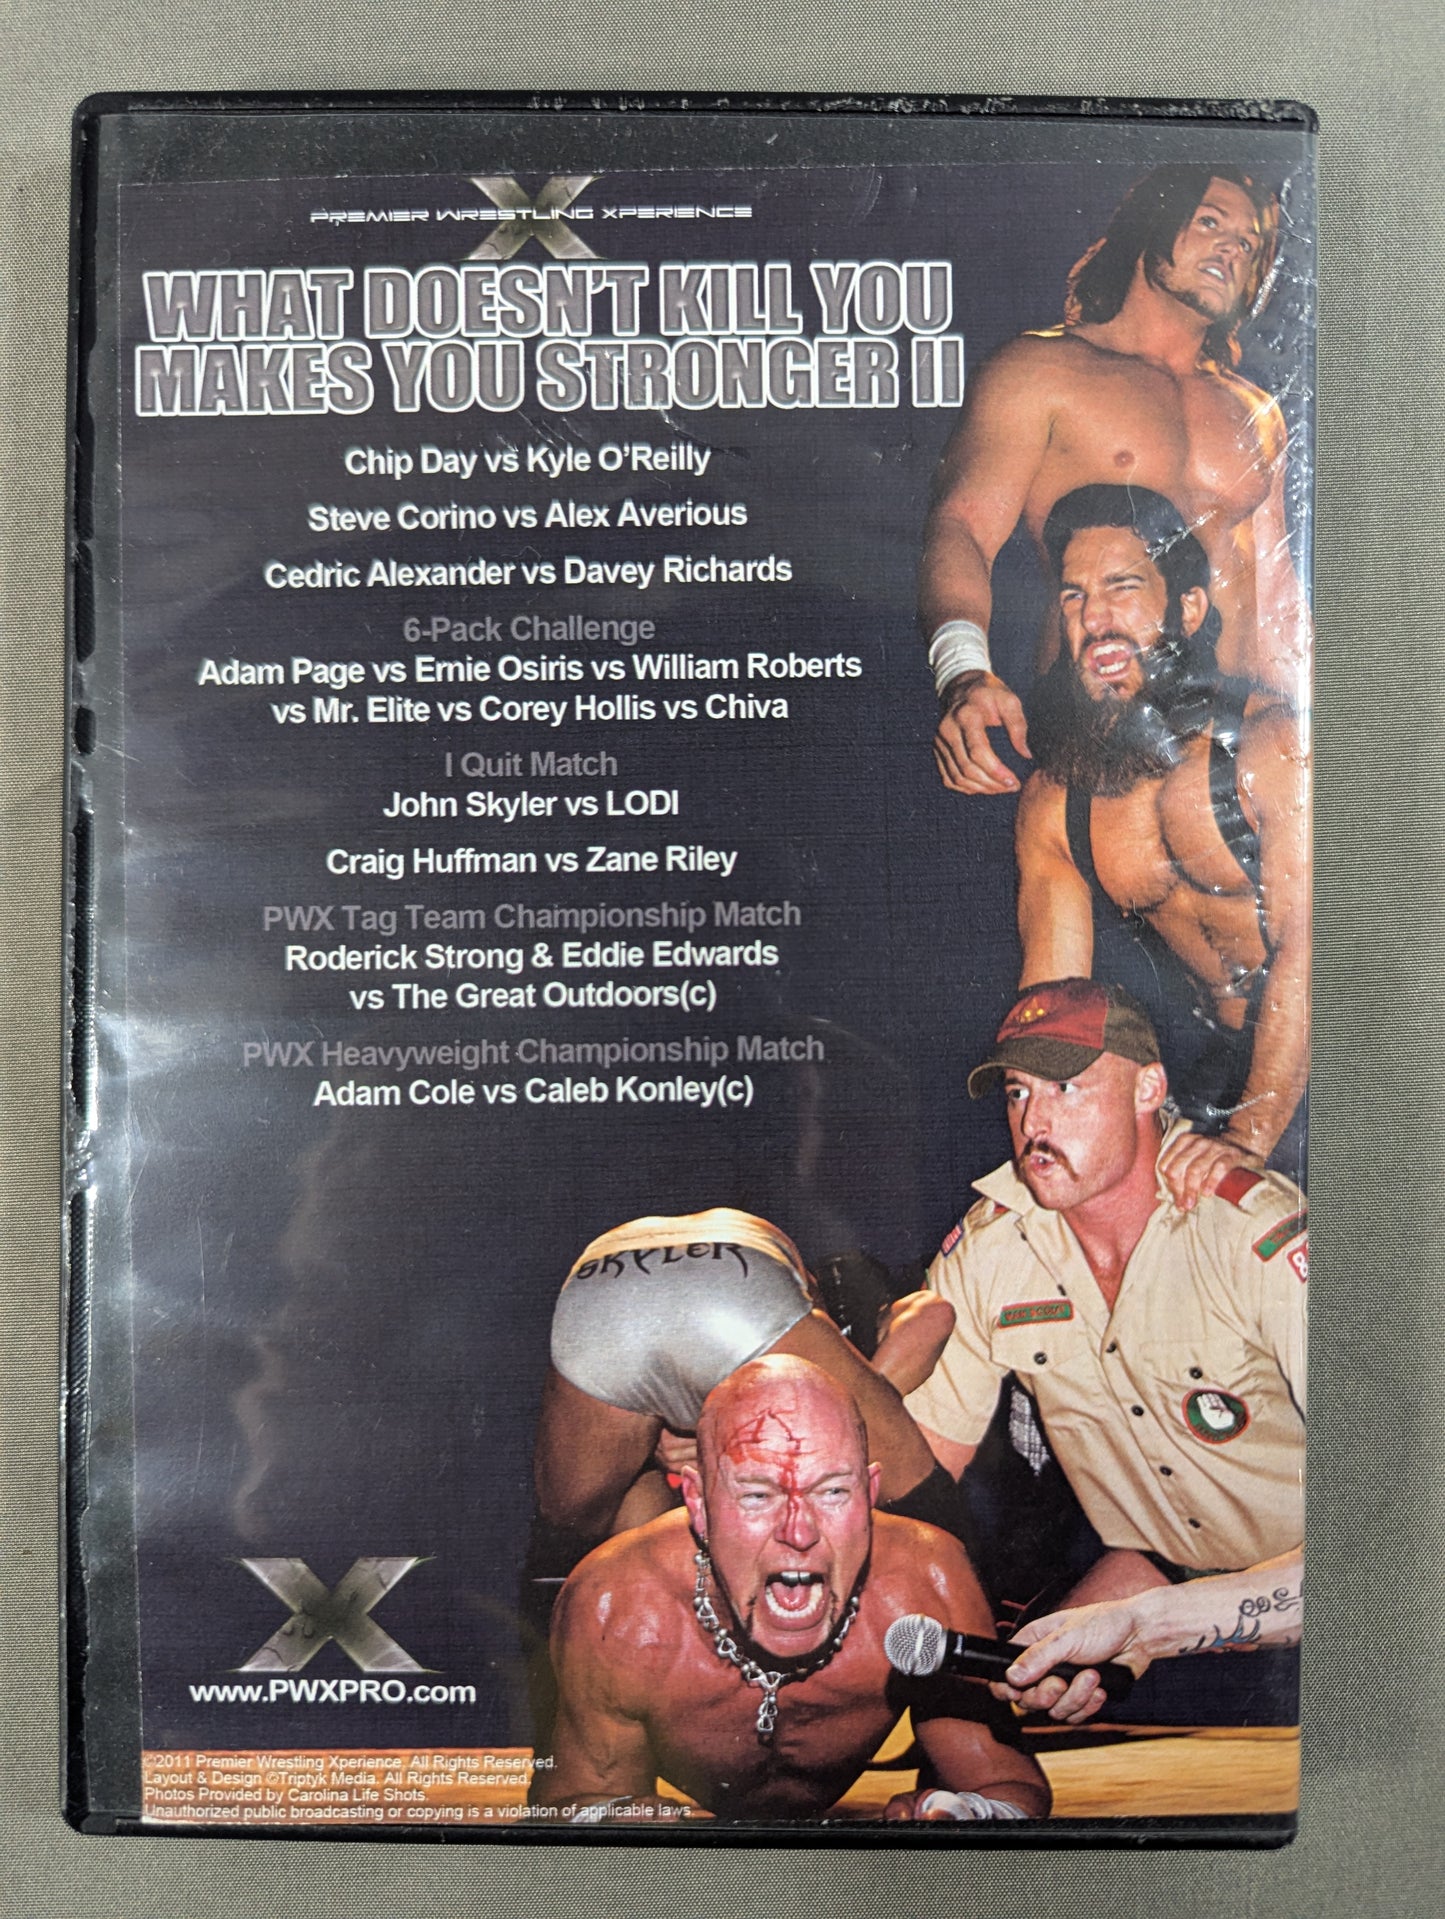 PREMIER WRESTLING XPERIENCE
WHAT DOESN'T KILL YOU
MAKES YOU STRONGER II
Chip Day vs Kyle O'Reilly
Steve Corino vs Alex Averious
Cedric Alexander vs Davey Richards
6-Pack Challenge
Adam Page vs Ernie Osiris vs William Roberts
vs Mr. Elite vs Corey Hollis vs Chiva
I Quit Match
John Skyler vs LODI
Craig Huffman vs Zane Riley
PWX Tag Team Championship Match
Roderick Strong & Eddie Edwards
vs The Great Outdoors(c)
PWX Heavyweight Championship Match
Adam Cole vs Caleb Konley(c)
SKYLER
X
www.PWXPRO.com
©2011 Premier Wrestling Xperience. All Rights Reserved.
Layout & Design ©Triptyk Media. All Rights Reserved.
Photos Provided by Carolina Life Shots.
Unauthorized public broadcasting or copying is a violation of applicable laws.